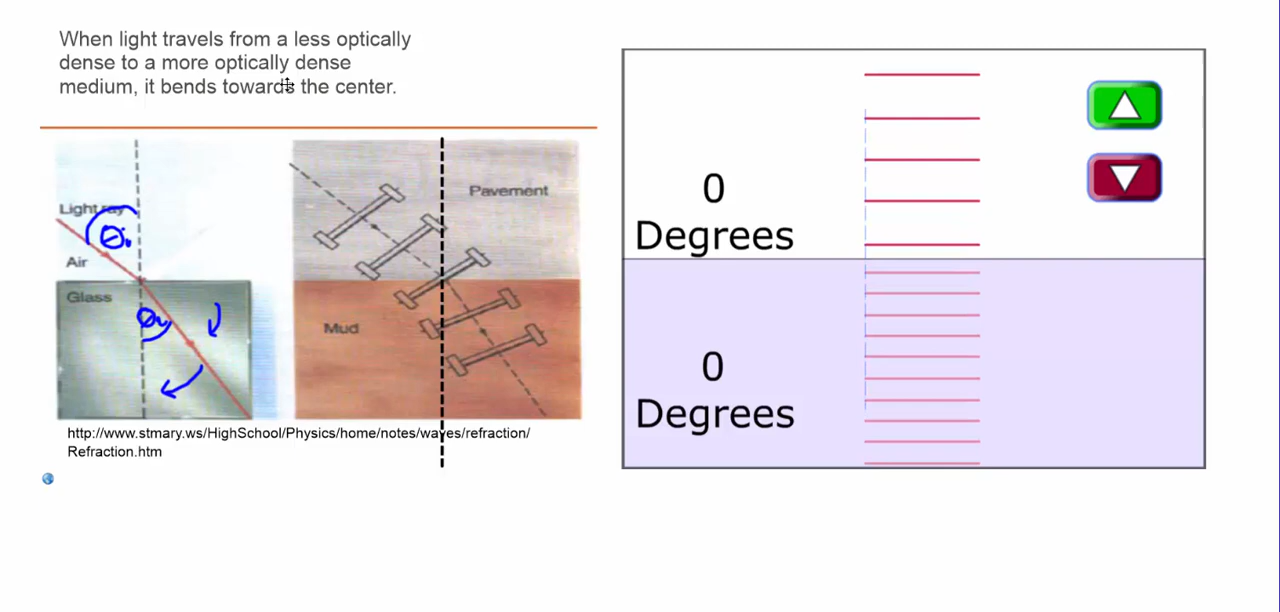 When light travels from a less optically
dense to a more optically dense
medium, it bends towards the center.
Light ray
θi
Air
Glass
θr
Pavement
Mud
http://www.stmary.ws/HighSchool/Physics/home/notes/waves/refraction/
Refraction.htm
0
Degrees
0
Degrees